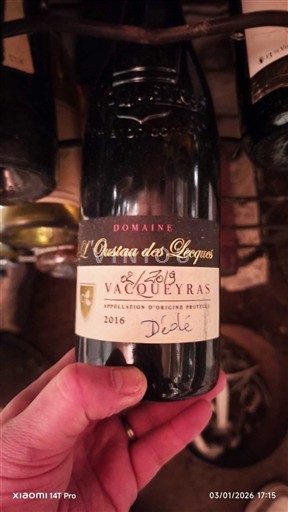 DOMAINE
L'Oustau des Lecques
02/2019
VACQUEYRAS
APPELLATION D'ORIGINE PROTÉGÉE
2016
Dédé
XIAOMI 14T Pro
03/01/2026 17:15